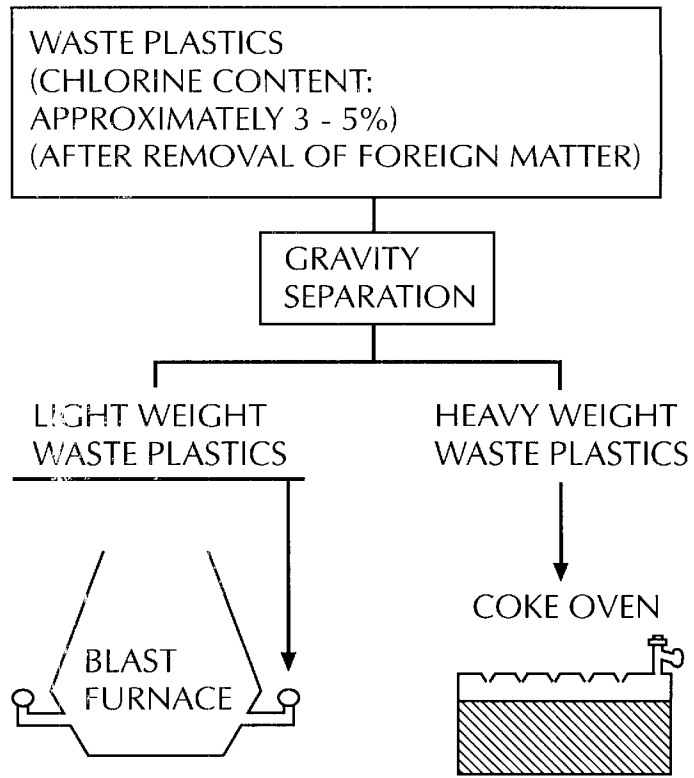 WASTE PLASTICS
(CHLORINE CONTENT:
APPROXIMATELY 3 - 5%)
(AFTER REMOVAL OF FOREIGN MATTER)
GRAVITY
SEPARATION
LIGHT WEIGHT
WASTE PLASTICS
HEAVY WEIGHT
WASTE PLASTICS
COKE OVEN
BLAST
FURNACE